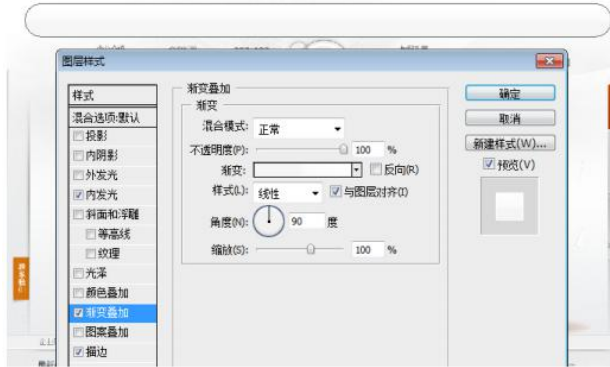 图层样式
样式
混合选项:默认
投影
内阴影
外发光
内发光
斜面和浮雕
等高线
纹理
光泽
颜色叠加
渐变叠加
图案叠加
描边
渐变叠加
渐变
混合模式: 正常
不透明度(P): 100 %
渐变: 反向(R)
样式(L): 线性 与图层对齐(I)
角度(N): 90 度
缩放(S): 100 %
确定
取消
新建样式(W)...
预览(V)